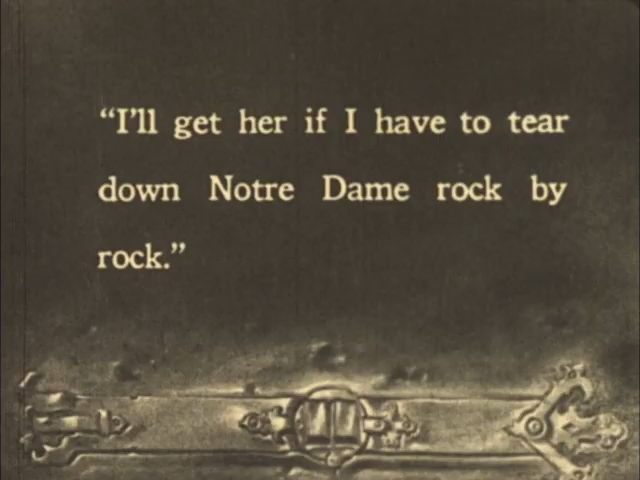 “I’ll get her if I have to tear
down Notre Dame rock by
rock.”